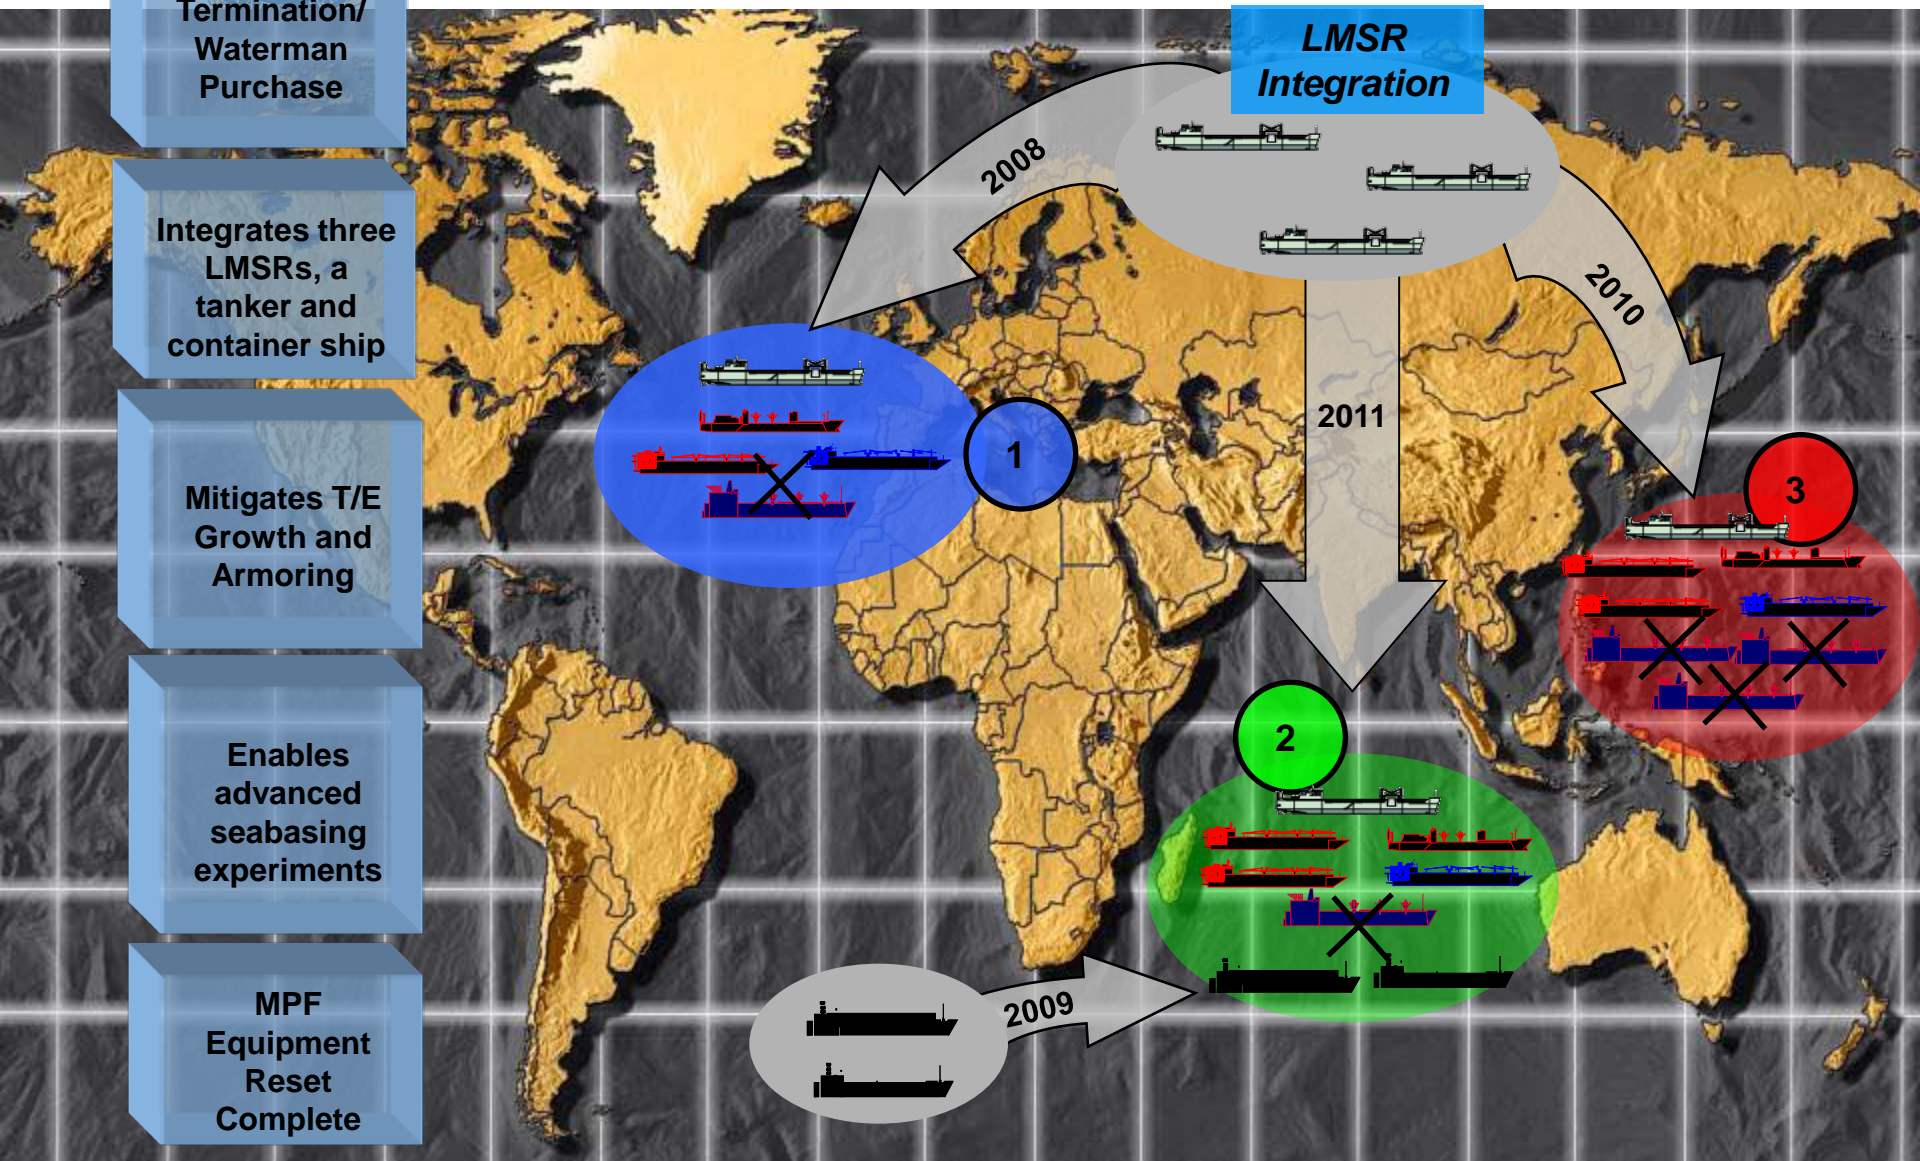 Termination/
Waterman
Purchase
Integrates three
LMSRs, a
tanker and
container ship
Mitigates T/E
Growth and
Armoring
Enables
advanced
seabasing
experiments
MPF
Equipment
Reset
Complete
LMSR
Integration
2008
2010
2011
2009
1
2
3